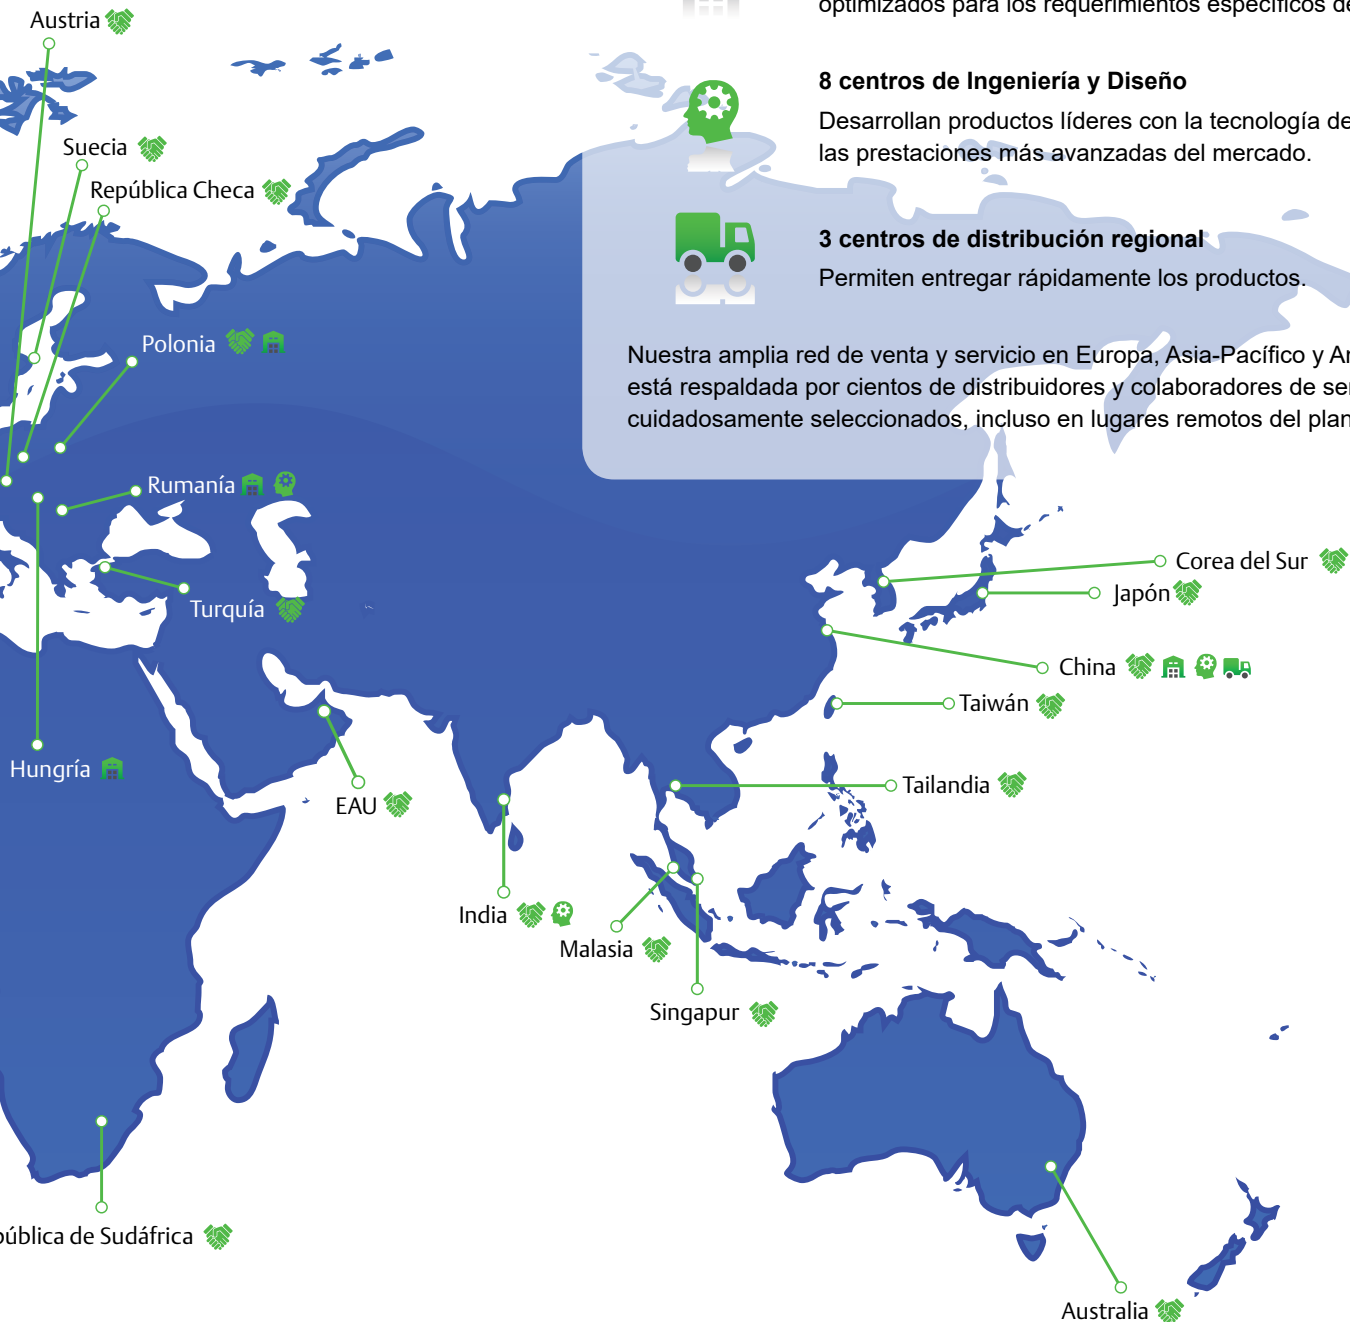 optimizados para los requerimientos específicos de
8 centros de Ingeniería y Diseño
Desarrollan productos líderes con la tecnología de
las prestaciones más avanzadas del mercado.
3 centros de distribución regional
Permiten entregar rápidamente los productos.
Nuestra amplia red de venta y servicio en Europa, Asia-Pacífico y Am
está respaldada por cientos de distribuidores y colaboradores de ser
cuidadosamente seleccionados, incluso en lugares remotos del plan
Austria
Suecia
República Checa
Polonia
Rumanía
Turquía
Hungría
EAU
India
Malasia
Singapur
Corea del Sur
Japón
China
Taiwán
Tailandia
pública de Sudáfrica
Australia